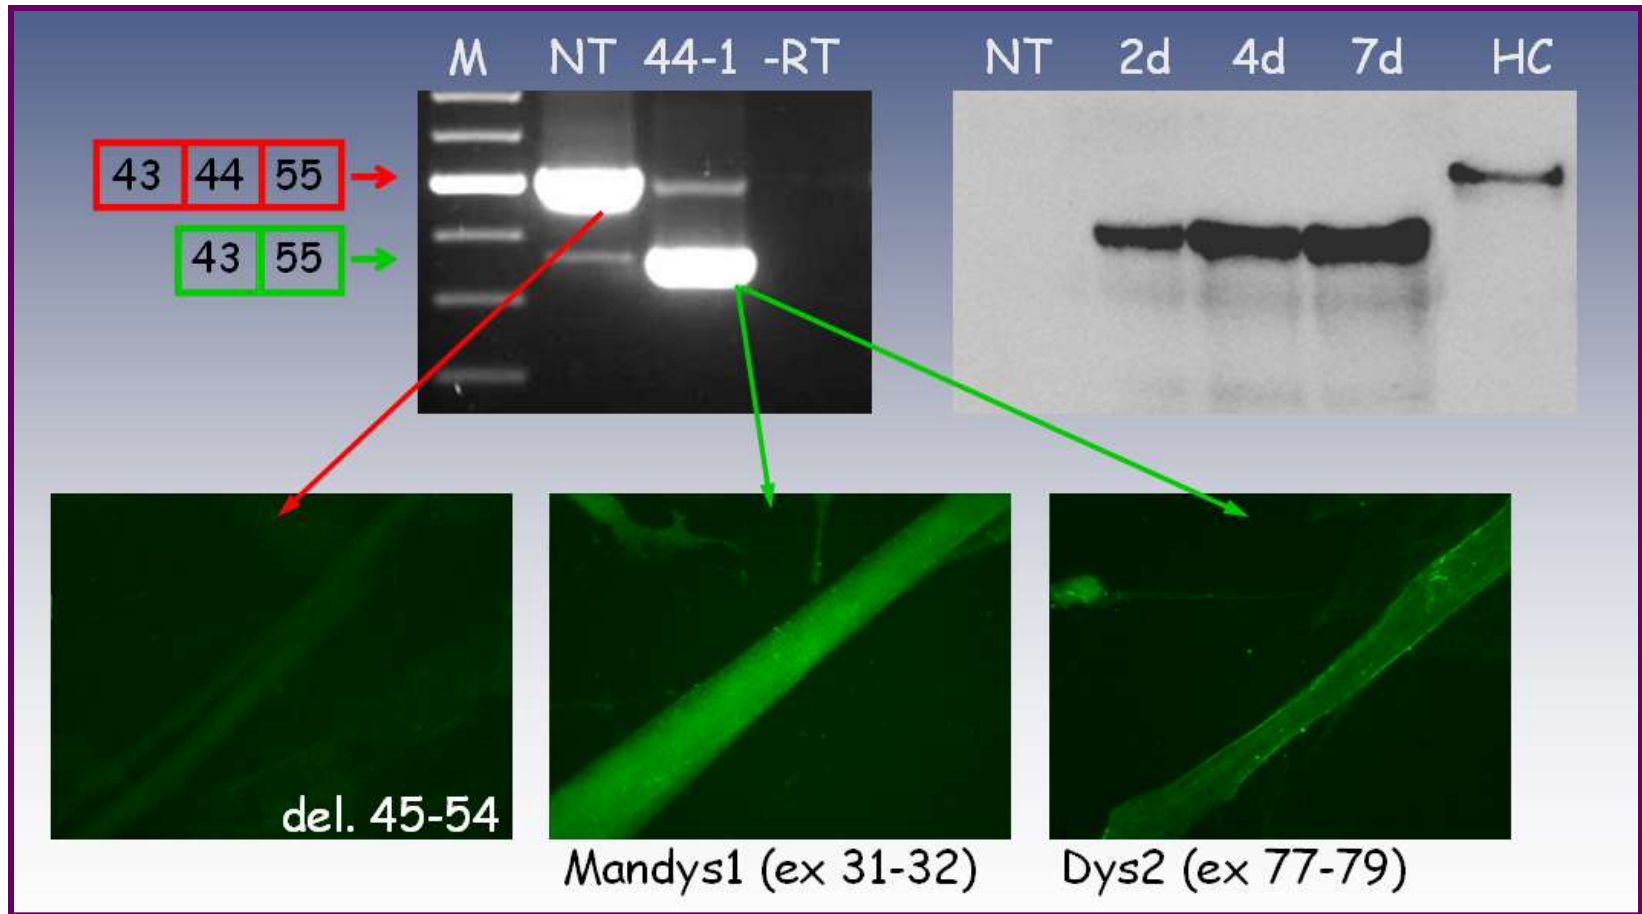 M NT 44-1 -RT
NT 2d 4d 7d HC
43 44 55
43 55
del. 45-54
Mandys1 (ex 31-32)
Dys2 (ex 77-79)